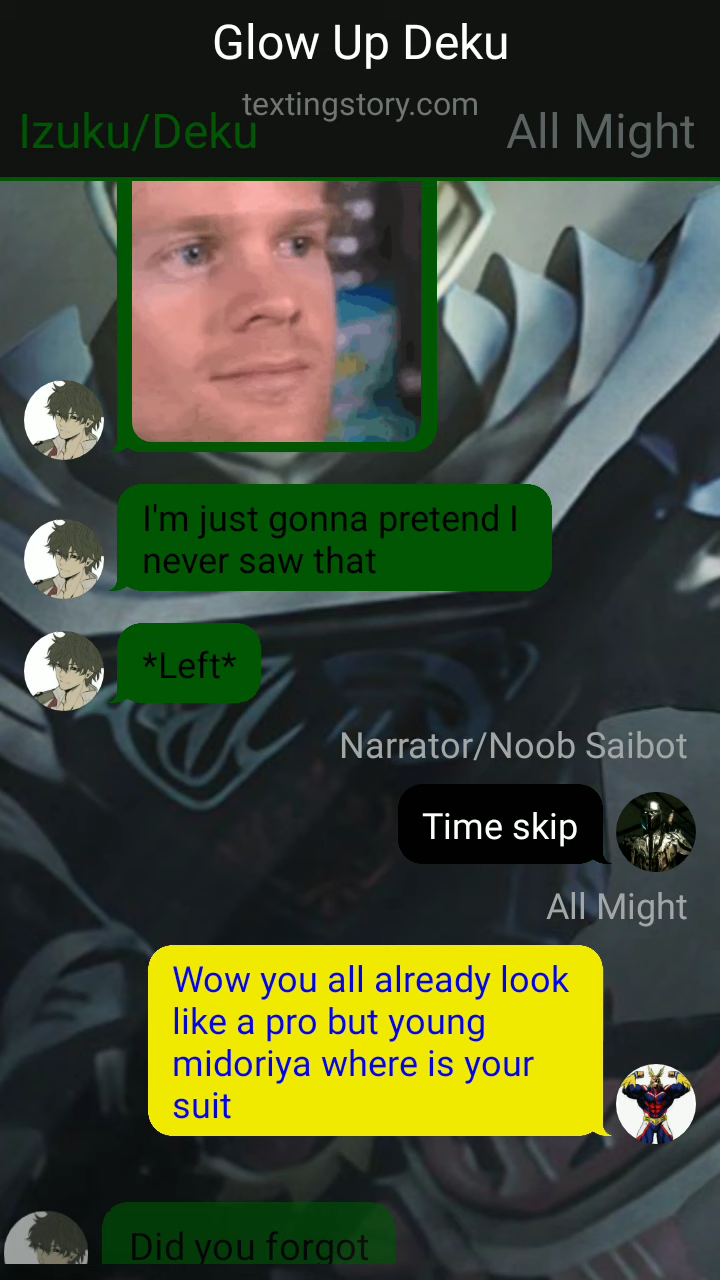 Glow Up Deku
textingstory.com
Izuku/Deku
All Might
I'm just gonna pretend I
never saw that
*Left*
Narrator/Noob Saibot
Time skip
All Might
Wow you all already look
like a pro but young
midoriya where is your
suit
Did you forgot